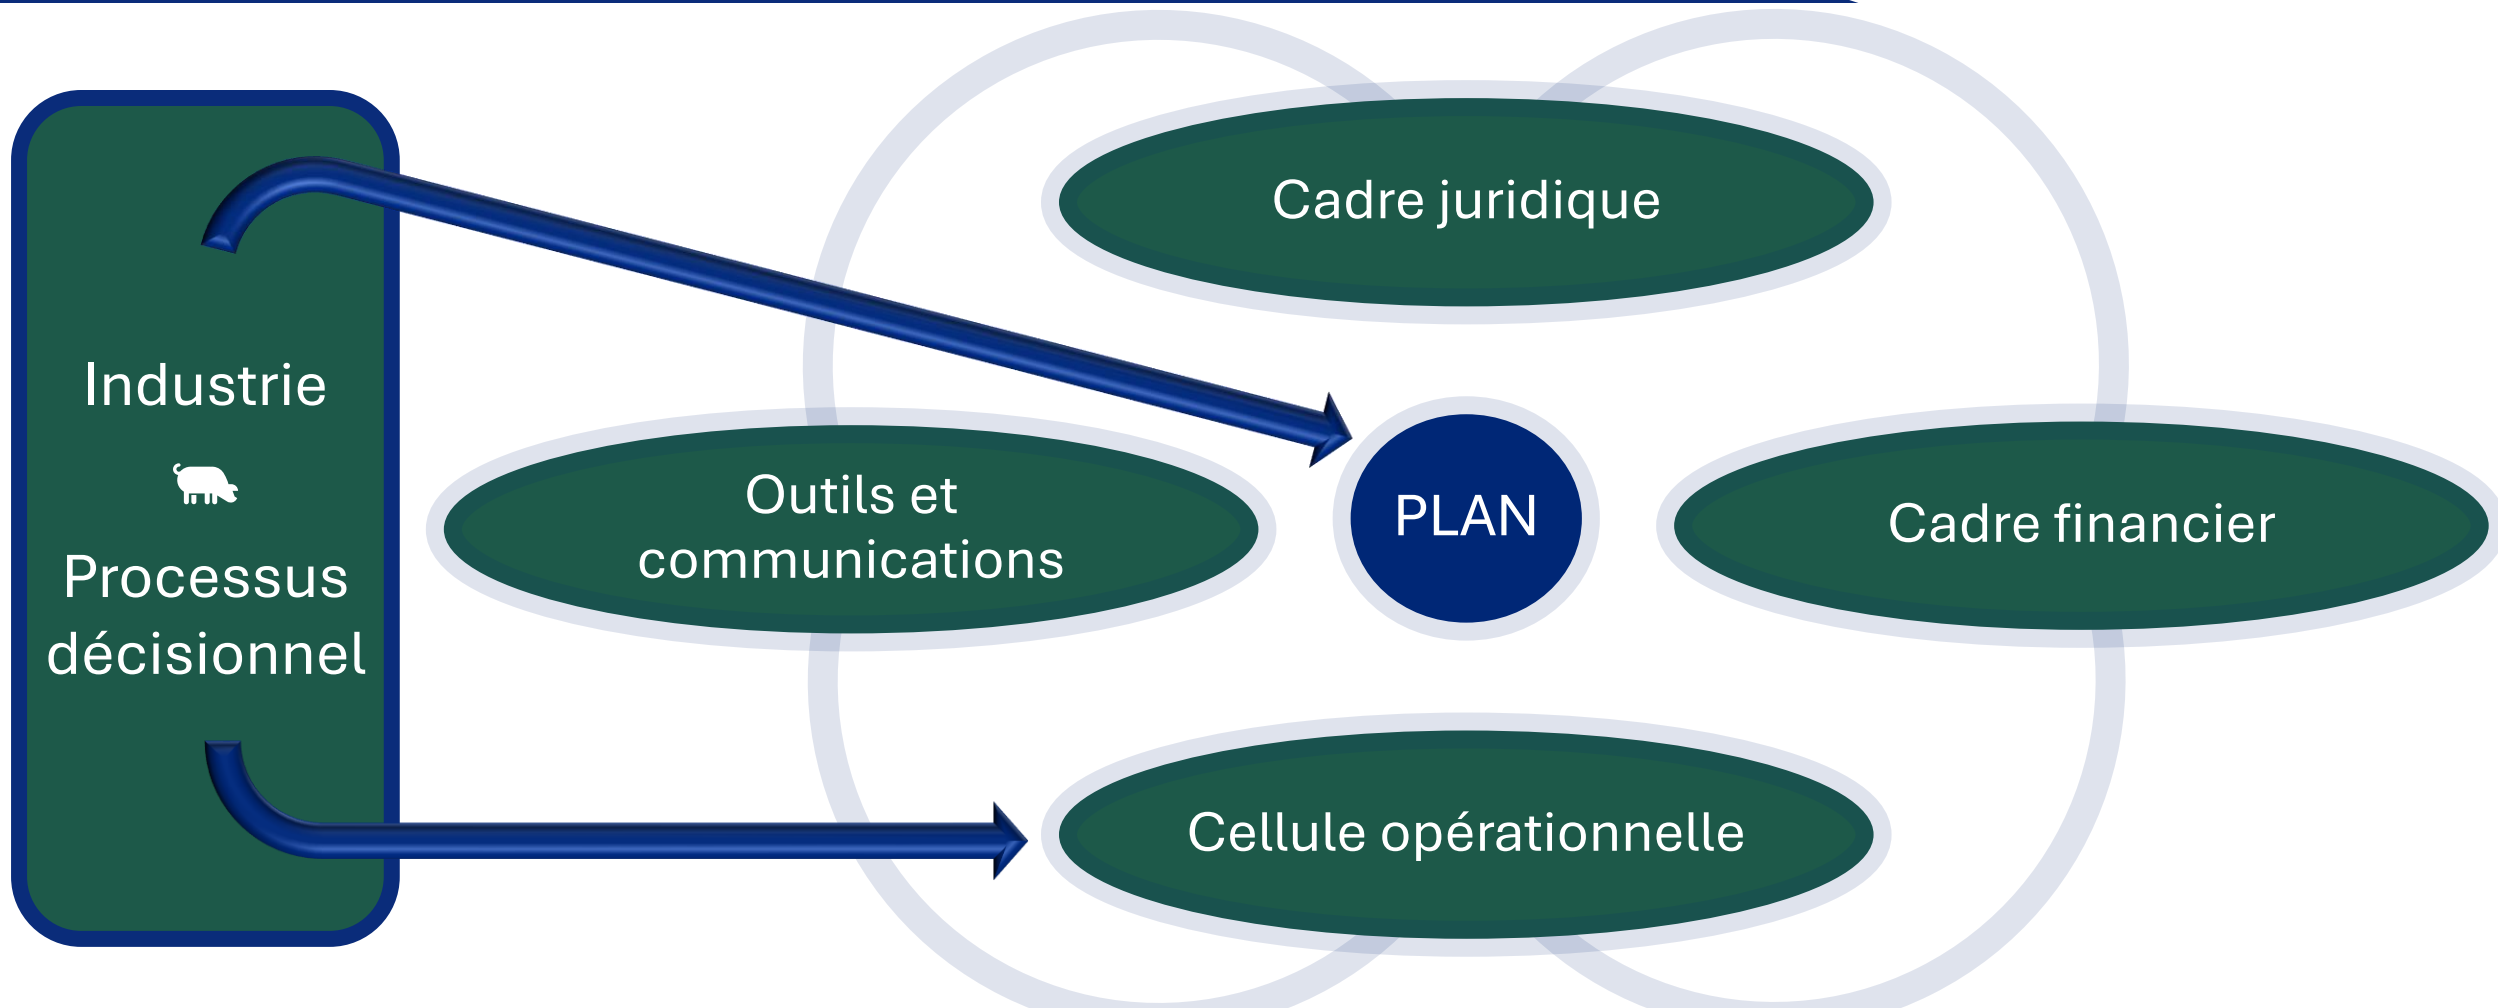 Industrie
Processus
décisionnel
Cadre juridique
Outils et
communications
PLAN
Cadre financier
Cellule opérationnelle